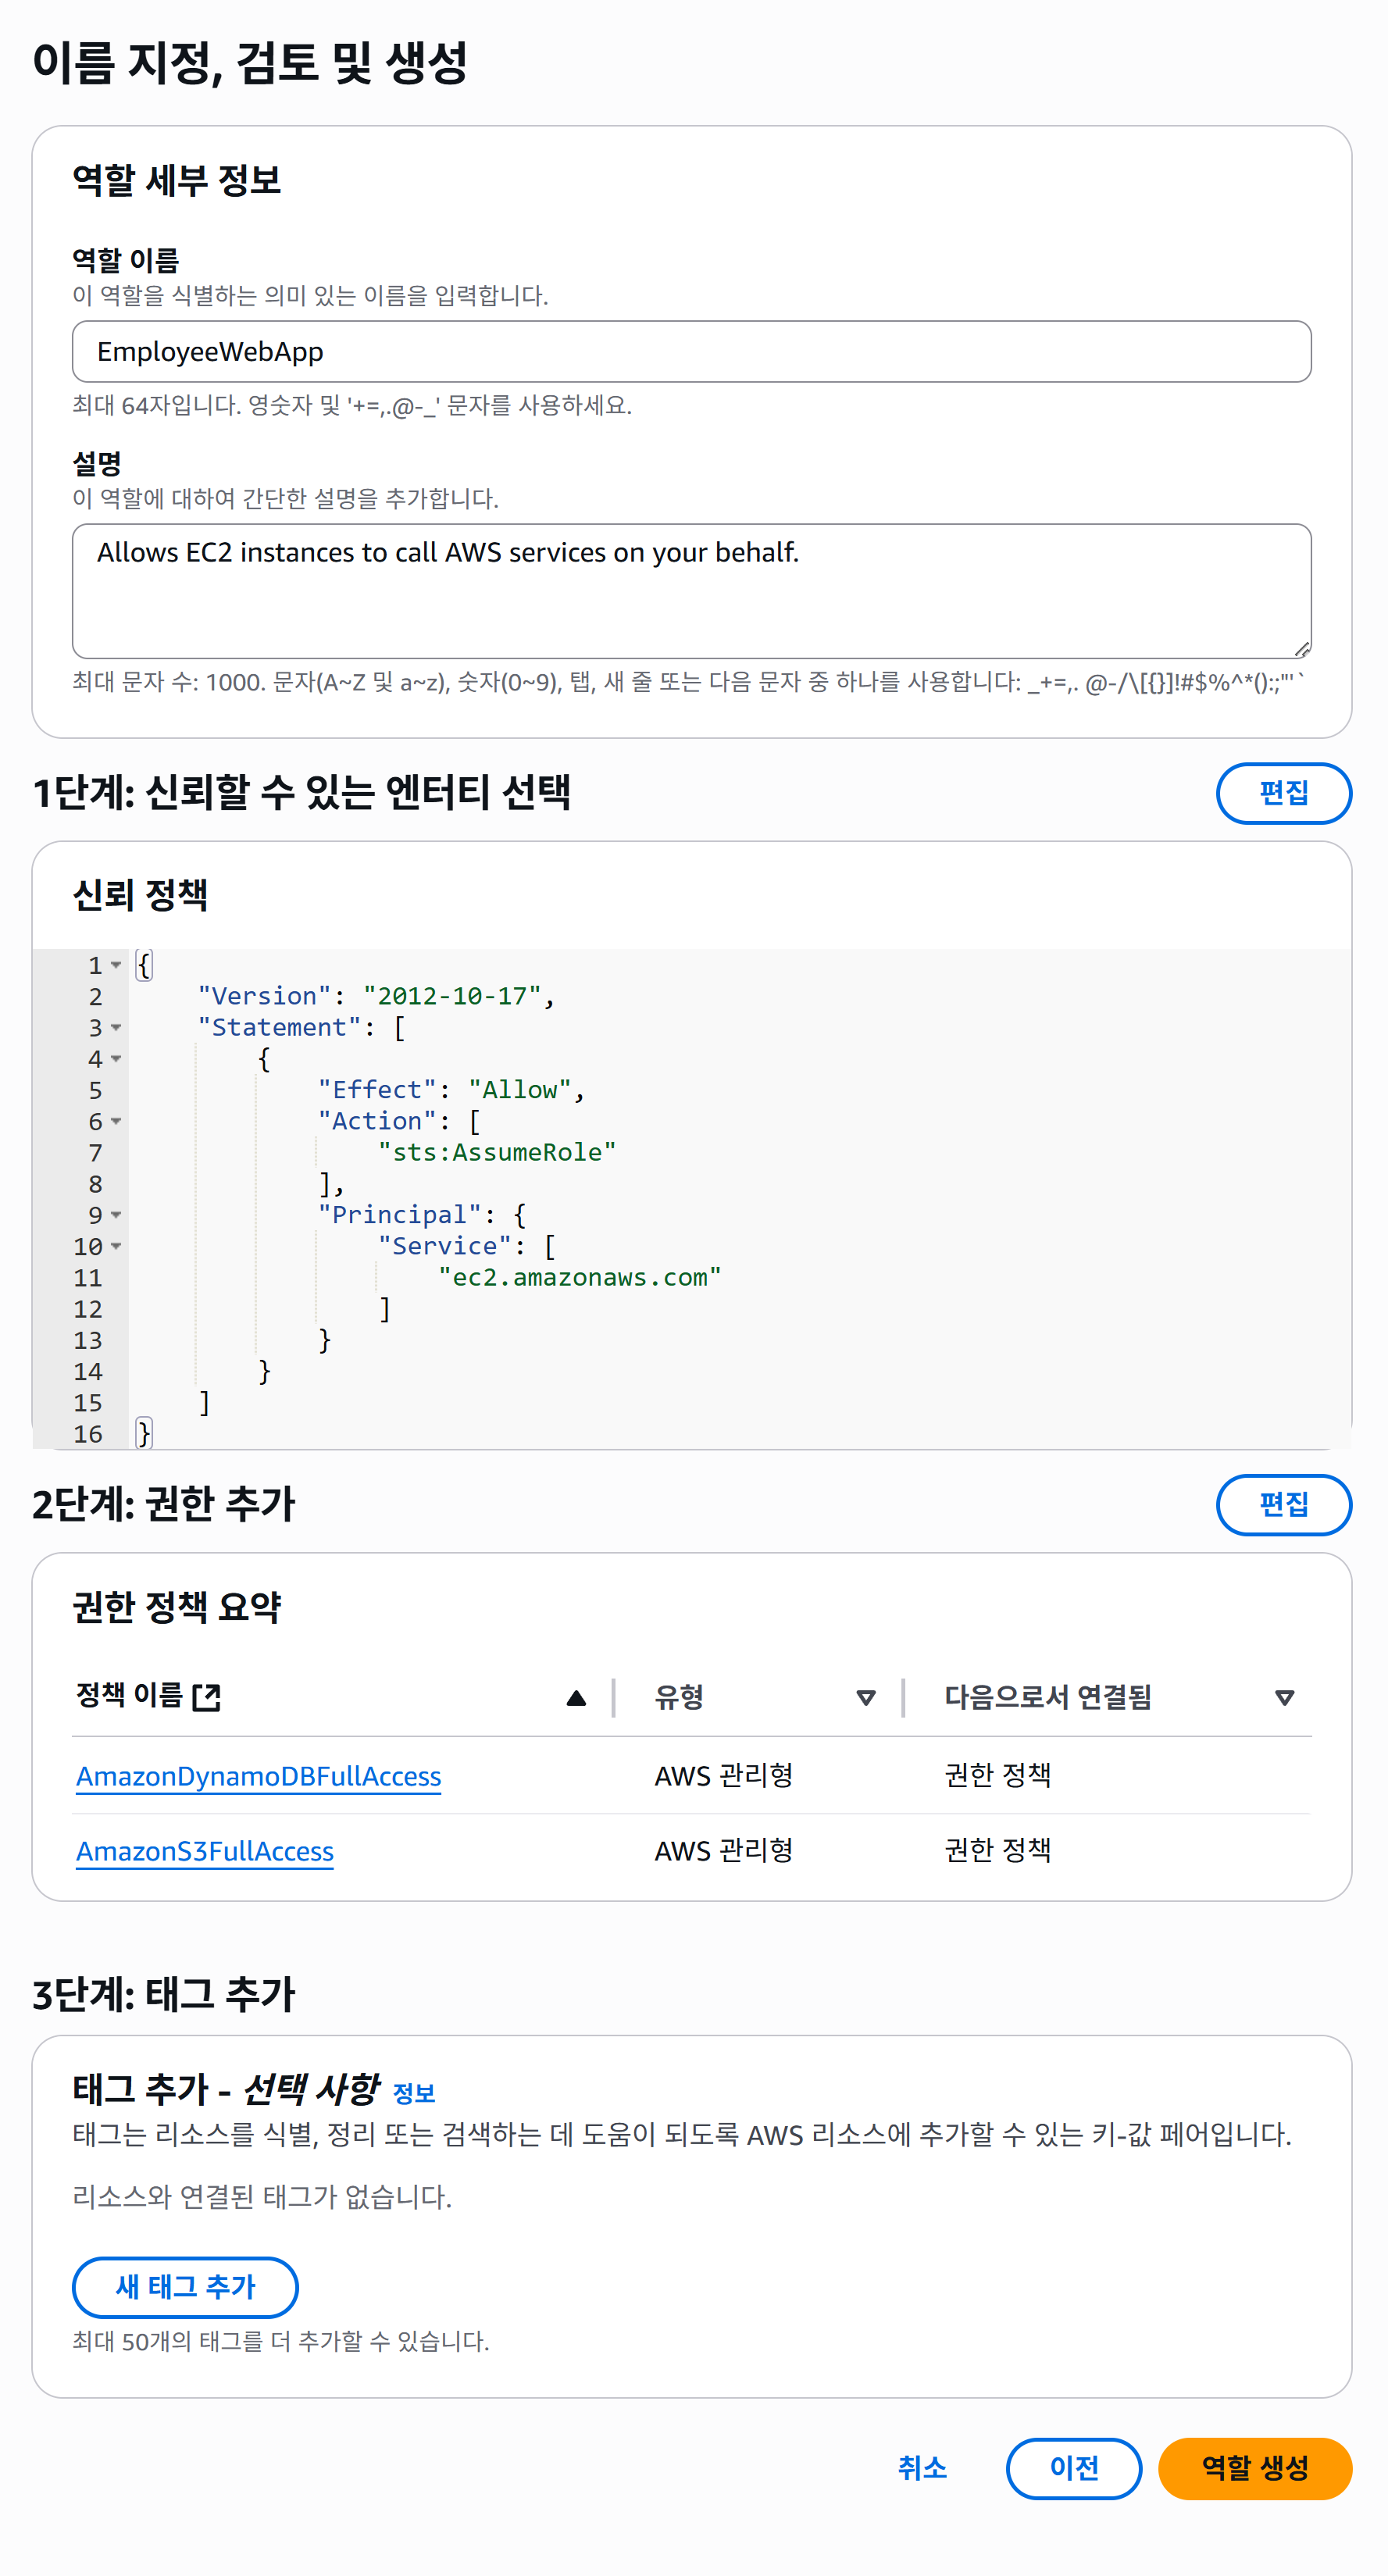 이름 지정, 검토 및 생성
역할 세부 정보
역할 이름
이 역할을 식별하는 의미 있는 이름을 입력합니다.
EmployeeWebApp
최대 64자입니다. 영숫자 및 '+=,.@-_' 문자를 사용하세요.
설명
이 역할에 대하여 간단한 설명을 추가합니다.
Allows EC2 instances to call AWS services on your behalf.
최대 문자 수: 1000. 문자(A~Z 및 a~z), 숫자(0~9), 탭, 새 줄 또는 다음 문자 중 하나를 사용합니다: _+=,. @-/\[{}]!#$%^*();:"'`
1단계: 신뢰할 수 있는 엔터티 선택
편집
신뢰 정책
1 {
2     "Version": "2012-10-17",
3     "Statement": [
4         {
5             "Effect": "Allow",
6             "Action": [
7                 "sts:AssumeRole"
8             ],
9             "Principal": {
10                 "Service": [
11                     "ec2.amazonaws.com"
12                 ]
13             }
14         }
15     ]
16 }
2단계: 권한 추가
편집
권한 정책 요약
정책 이름 유형 다음으로서 연결됨
AmazonDynamoDBFullAccess AWS 관리형 권한 정책
AmazonS3FullAccess AWS 관리형 권한 정책
3단계: 태그 추가
태그 추가 - 선택 사항 정보
태그는 리소스를 식별, 정리 또는 검색하는 데 도움이 되도록 AWS 리소스에 추가할 수 있는 키-값 페어입니다.
리소스와 연결된 태그가 없습니다.
새 태그 추가
최대 50개의 태그를 더 추가할 수 있습니다.
취소 이전 역할 생성